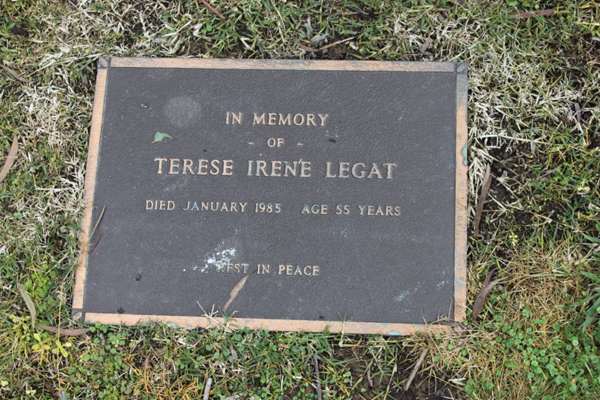 IN MEMORY
- OF -
TERESE IRENE LEGAT
DIED JANUARY 1985 AGE 55 YEARS
REST IN PEACE